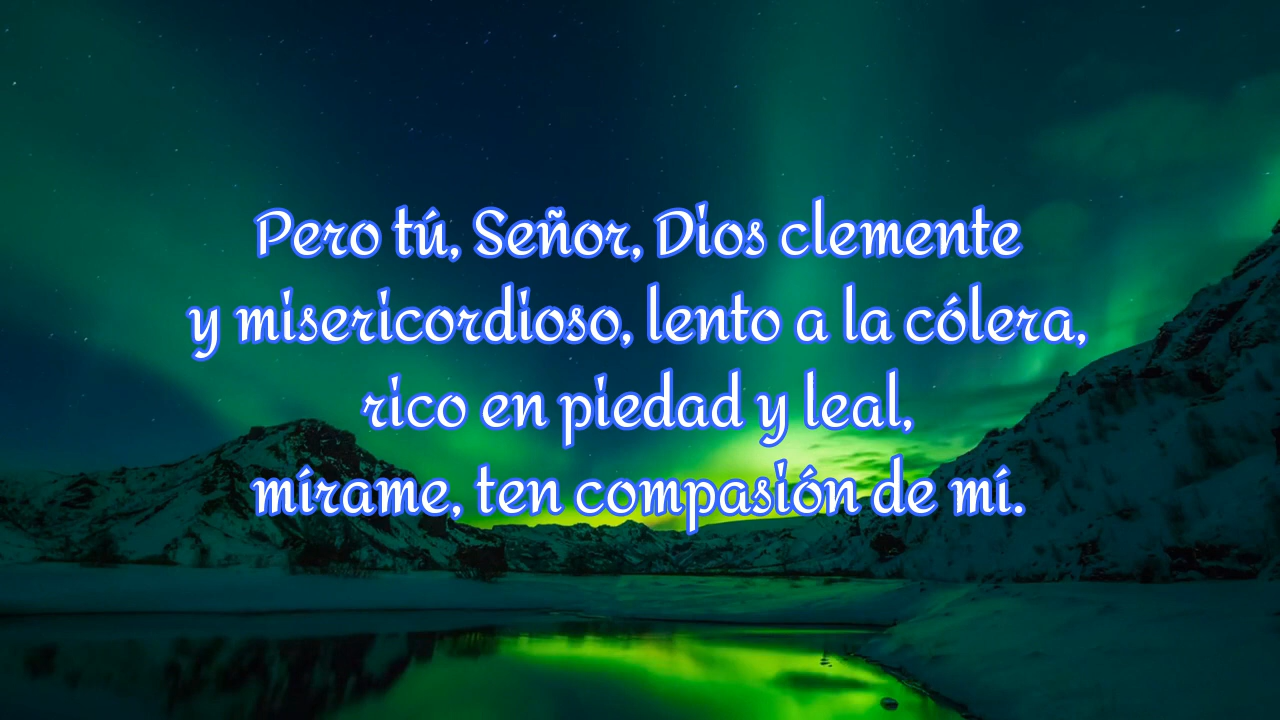 Pero tú, Señor, Dios clemente
y misericordioso, lento a la cólera,
rico en piedad y leal,
mírame, ten compasión de mí.